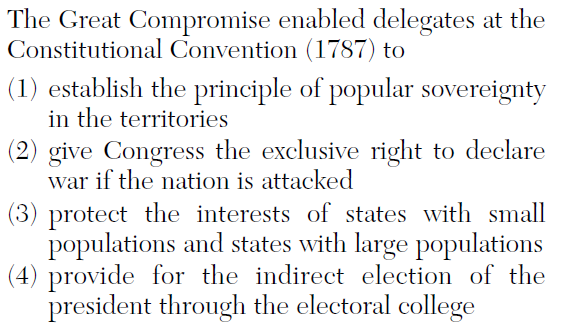 The Great Compromise enabled delegates at the
Constitutional Convention (1787) to
(1) establish the principle of popular sovereignty
in the territories
(2) give Congress the exclusive right to declare
war if the nation is attacked
(3) protect the interests of states with small
populations and states with large populations
(4) provide for the indirect election of the
president through the electoral college